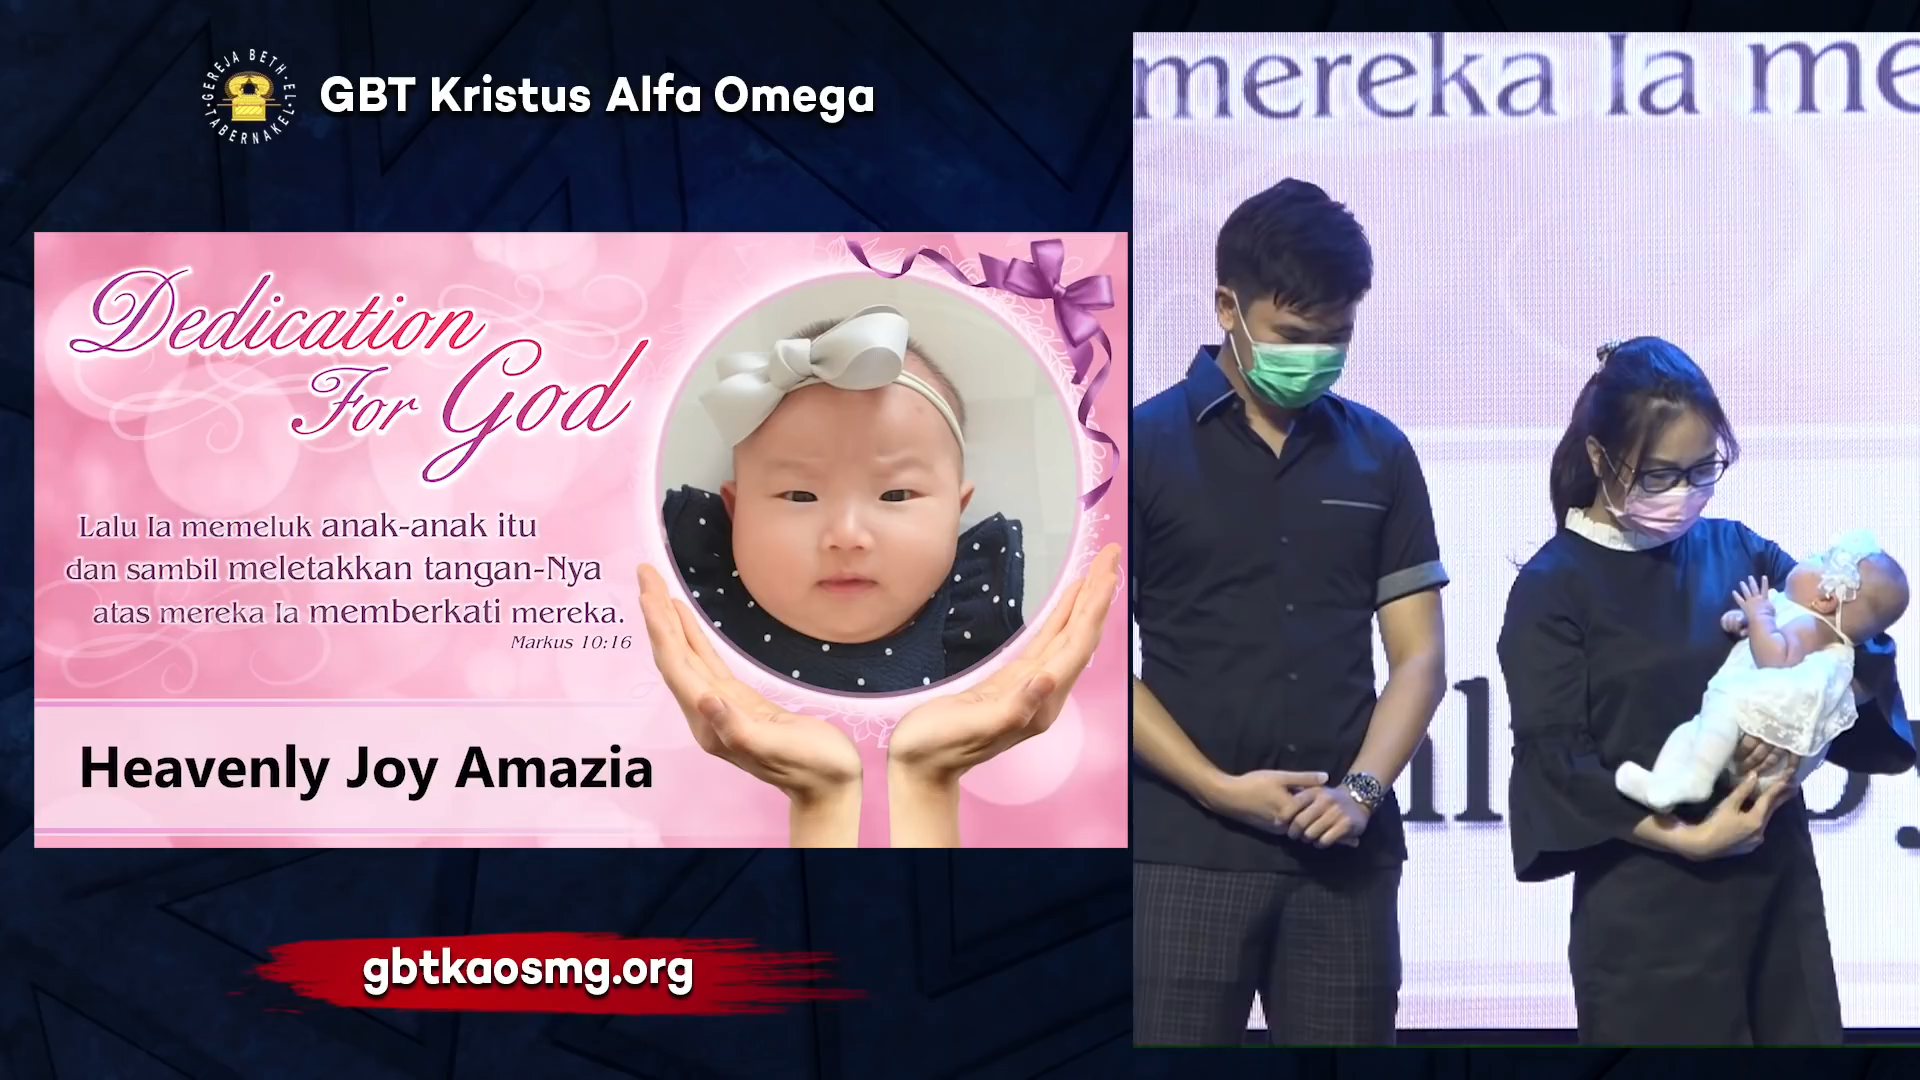 GEREJA BETH-EL TABERNAKEL
GBT Kristus Alfa Omega
Dedication
For God
Lalu Ia memeluk anak-anak itu
dan sambil meletakkan tangan-Nya
atas mereka Ia memberkati mereka.
Markus 10:16
Heavenly Joy Amazia
gbtkaosmg.org
mereka Ia me